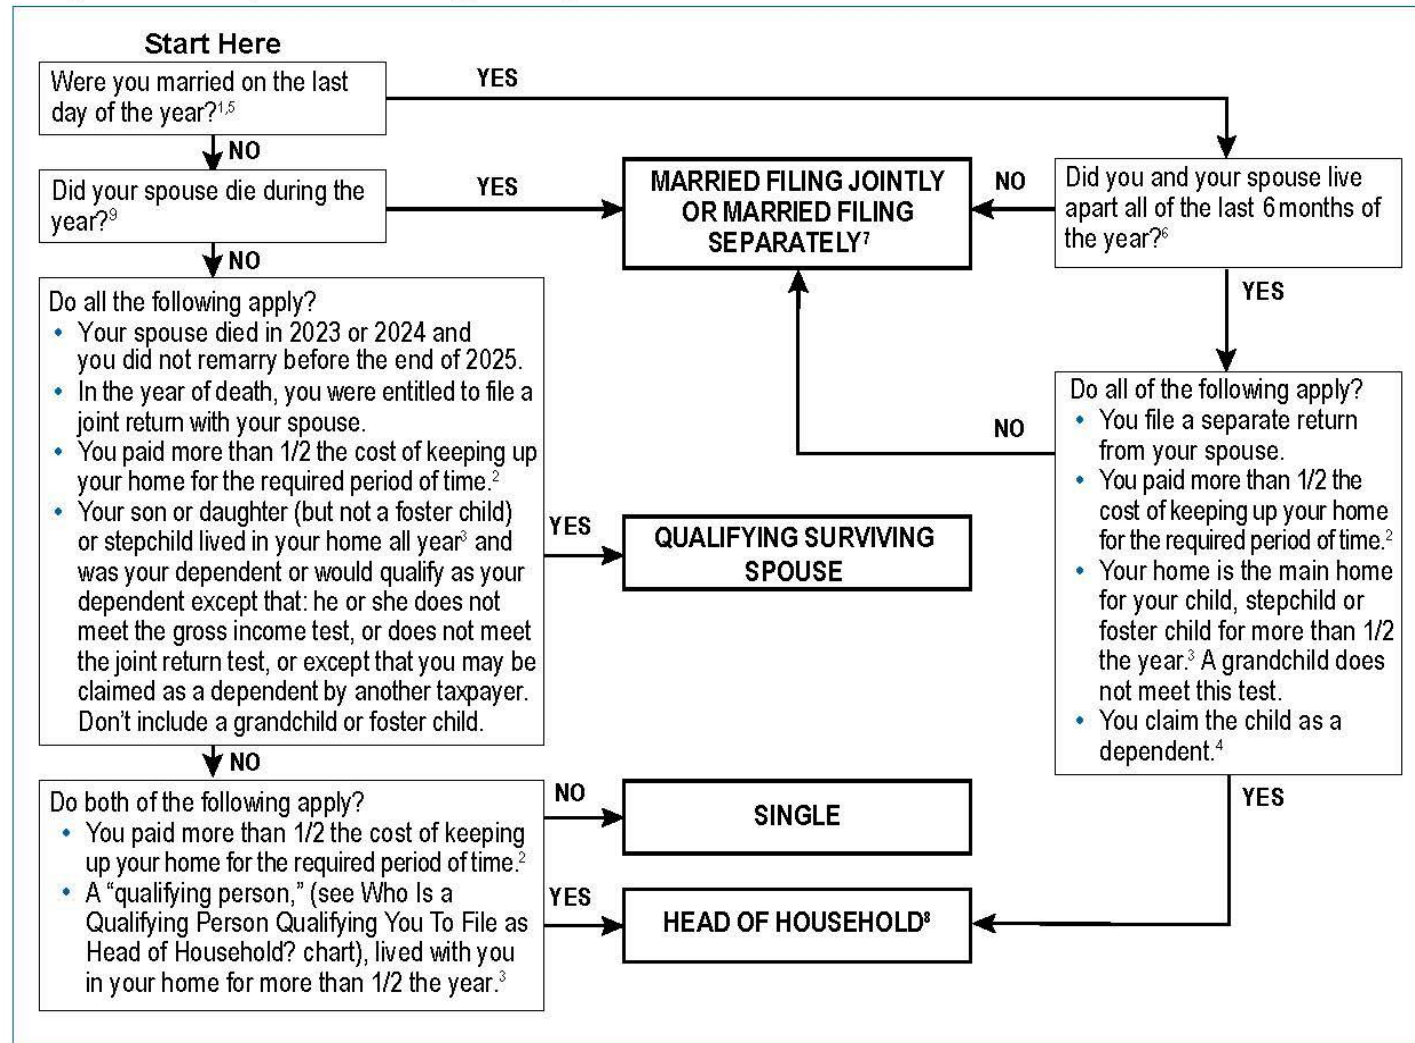 Start Here
Were you married on the last
day of the year?1,5
YES
NO
Did your spouse die during the
year?9
YES
MARRIED FILING JOINTLY
OR MARRIED FILING
SEPARATELY7
NO
Did you and your spouse live
apart all of the last 6 months of
the year?6
NO
YES
Do all the following apply?
• Your spouse died in 2023 or 2024 and
you did not remarry before the end of 2025.
• In the year of death, you were entitled to file a
joint return with your spouse.
• You paid more than 1/2 the cost of keeping up
your home for the required period of time.2
• Your son or daughter (but not a foster child)
or stepchild lived in your home all year3 and
was your dependent or would qualify as your
dependent except that: he or she does not
meet the gross income test, or does not meet
the joint return test, or except that you may be
claimed as a dependent by another taxpayer.
Don't include a grandchild or foster child.
YES
QUALIFYING SURVIVING
SPOUSE
NO
Do all of the following apply?
• You file a separate return
from your spouse.
• You paid more than 1/2 the
cost of keeping up your home
for the required period of time.2
• Your home is the main home
for your child, stepchild or
foster child for more than 1/2
the year.3 A grandchild does
not meet this test.
• You claim the child as a
dependent.4
NO
YES
Do both of the following apply?
• You paid more than 1/2 the cost of keeping
up your home for the required period of time.2
• A “qualifying person,” (see Who Is a
Qualifying Person Qualifying You To File as
Head of Household? chart), lived with you
in your home for more than 1/2 the year.3
NO
SINGLE
YES
HEAD OF HOUSEHOLD8